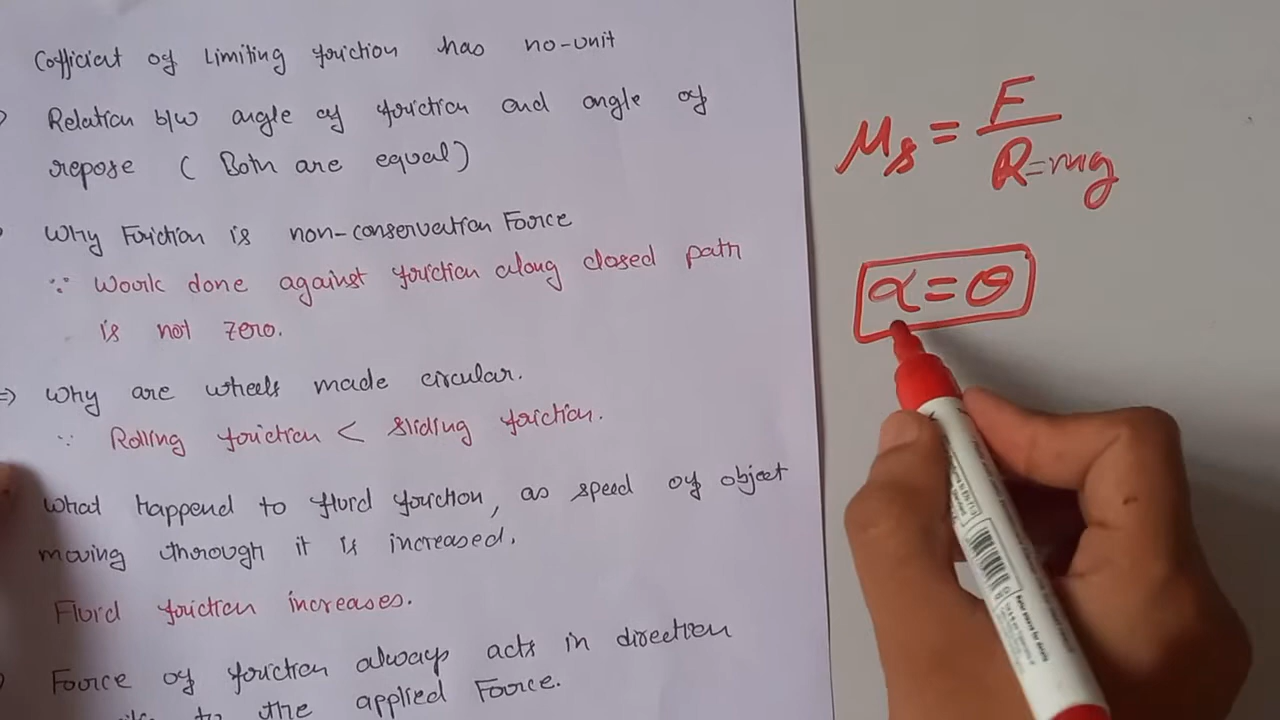 Cofficient of Limiting friction has no-unit
Relation b/w angle of friction and angle of
repose ( Both are equal)
Why Friction is non-conservation Force
∵ Work done against friction along closed path
is not zero.
=> Why are wheels made circular.
∵ Rolling friction < sliding friction.
What happend to fluid friction, as speed of object
moving through it is increased.
Fluid friction increases.
Force of friction always acts in direction
to the applied Force.
μs = F / R=mg
α = θ